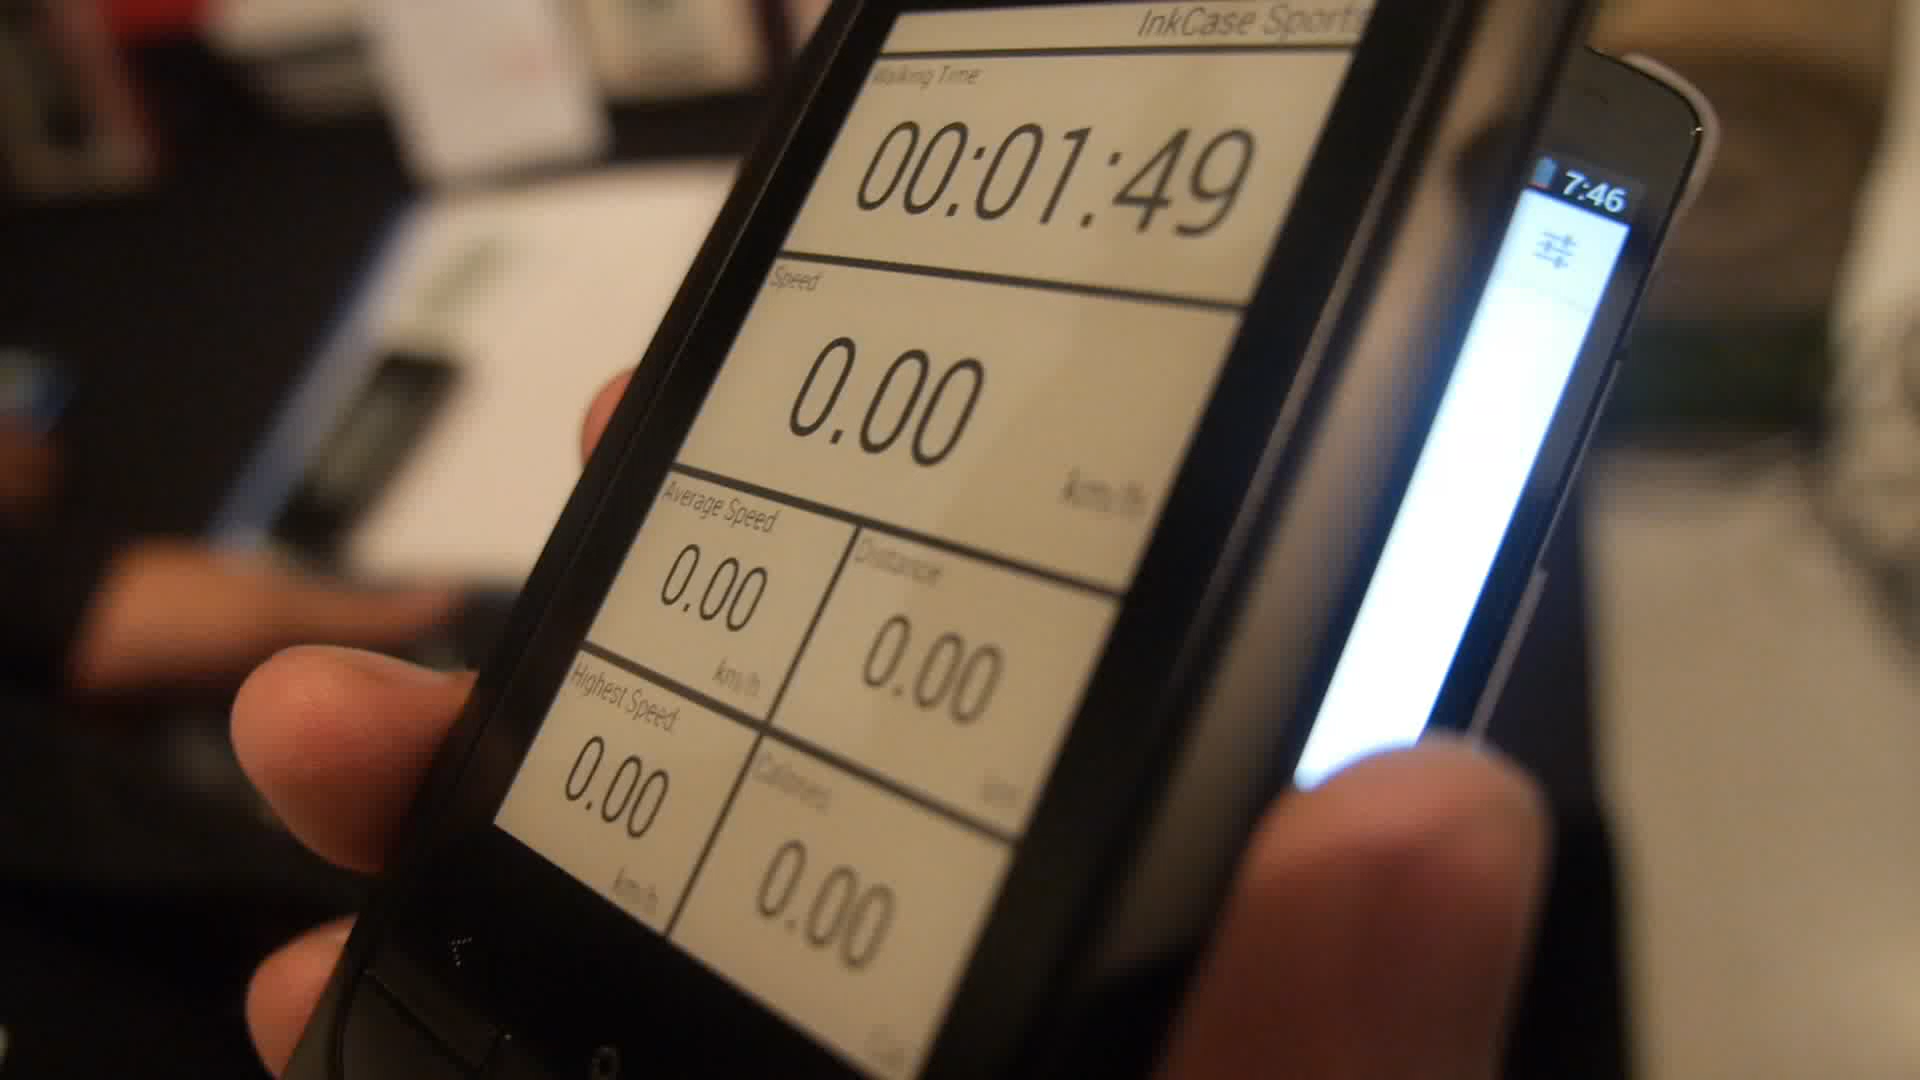 InkCase Sports
Walking Time
00:01:49
7:46
Speed
0.00
km/h
Average Speed
0.00
km/h
Distance
0.00
km
Highest Speed
0.00
km/h
Calories
0.00